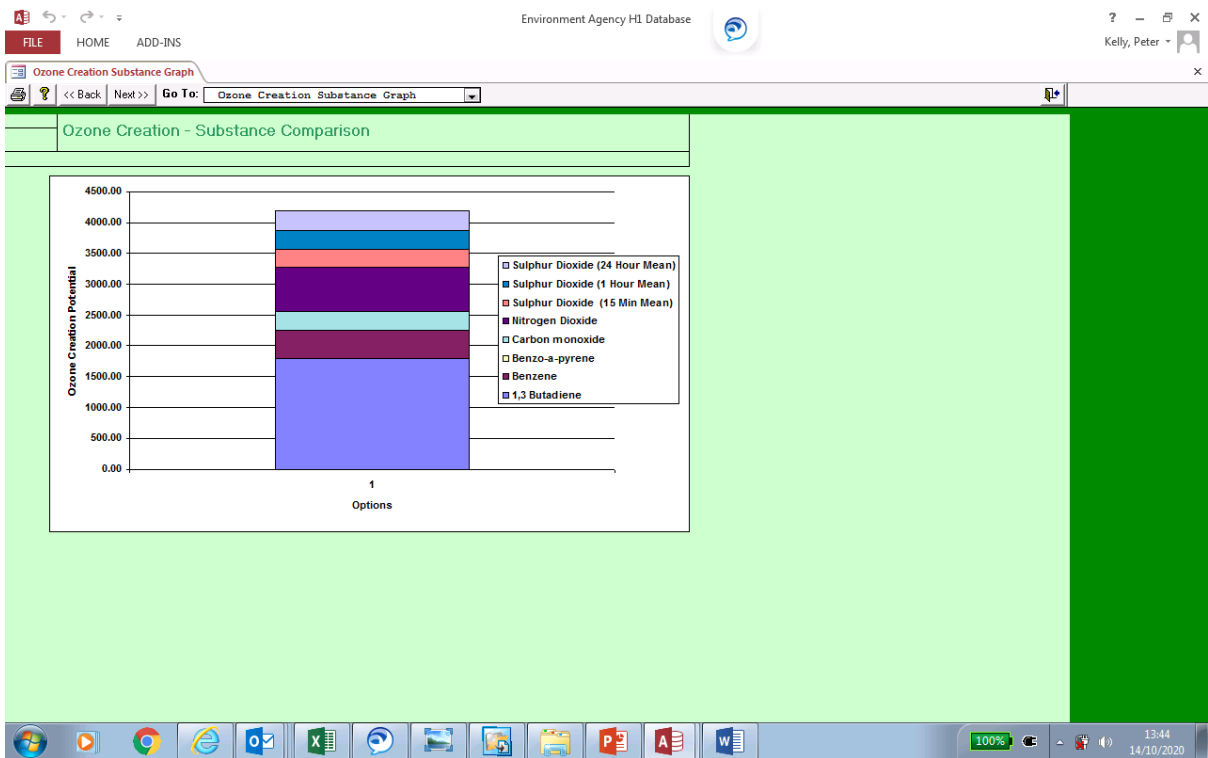 Environment Agency H1 Database
? 
FILE HOME ADD-INS
Kelly, Peter
Ozone Creation Substance Graph
? << Back Next >> Go To: Ozone Creation Substance Graph
Ozone Creation - Substance Comparison
4500.00
4000.00
3500.00
3000.00
2500.00
2000.00
1500.00
1000.00
500.00
0.00
Ozone Creation Potential
1
Options
Sulphur Dioxide (24 Hour Mean)
Sulphur Dioxide (1 Hour Mean)
Sulphur Dioxide (15 Min Mean)
Nitrogen Dioxide
Carbon monoxide
Benzo-a-pyrene
Benzene
1,3 Butadiene
100%
13:44
14/10/2020